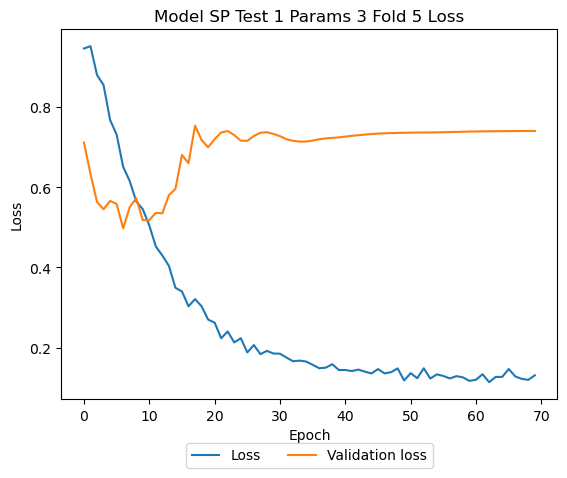 Model SP Test 1 Params 3 Fold 5 Loss
Loss
0.8
0.6
0.4
0.2
0 10 20 30 40 50 60 70
Epoch
Loss Validation loss